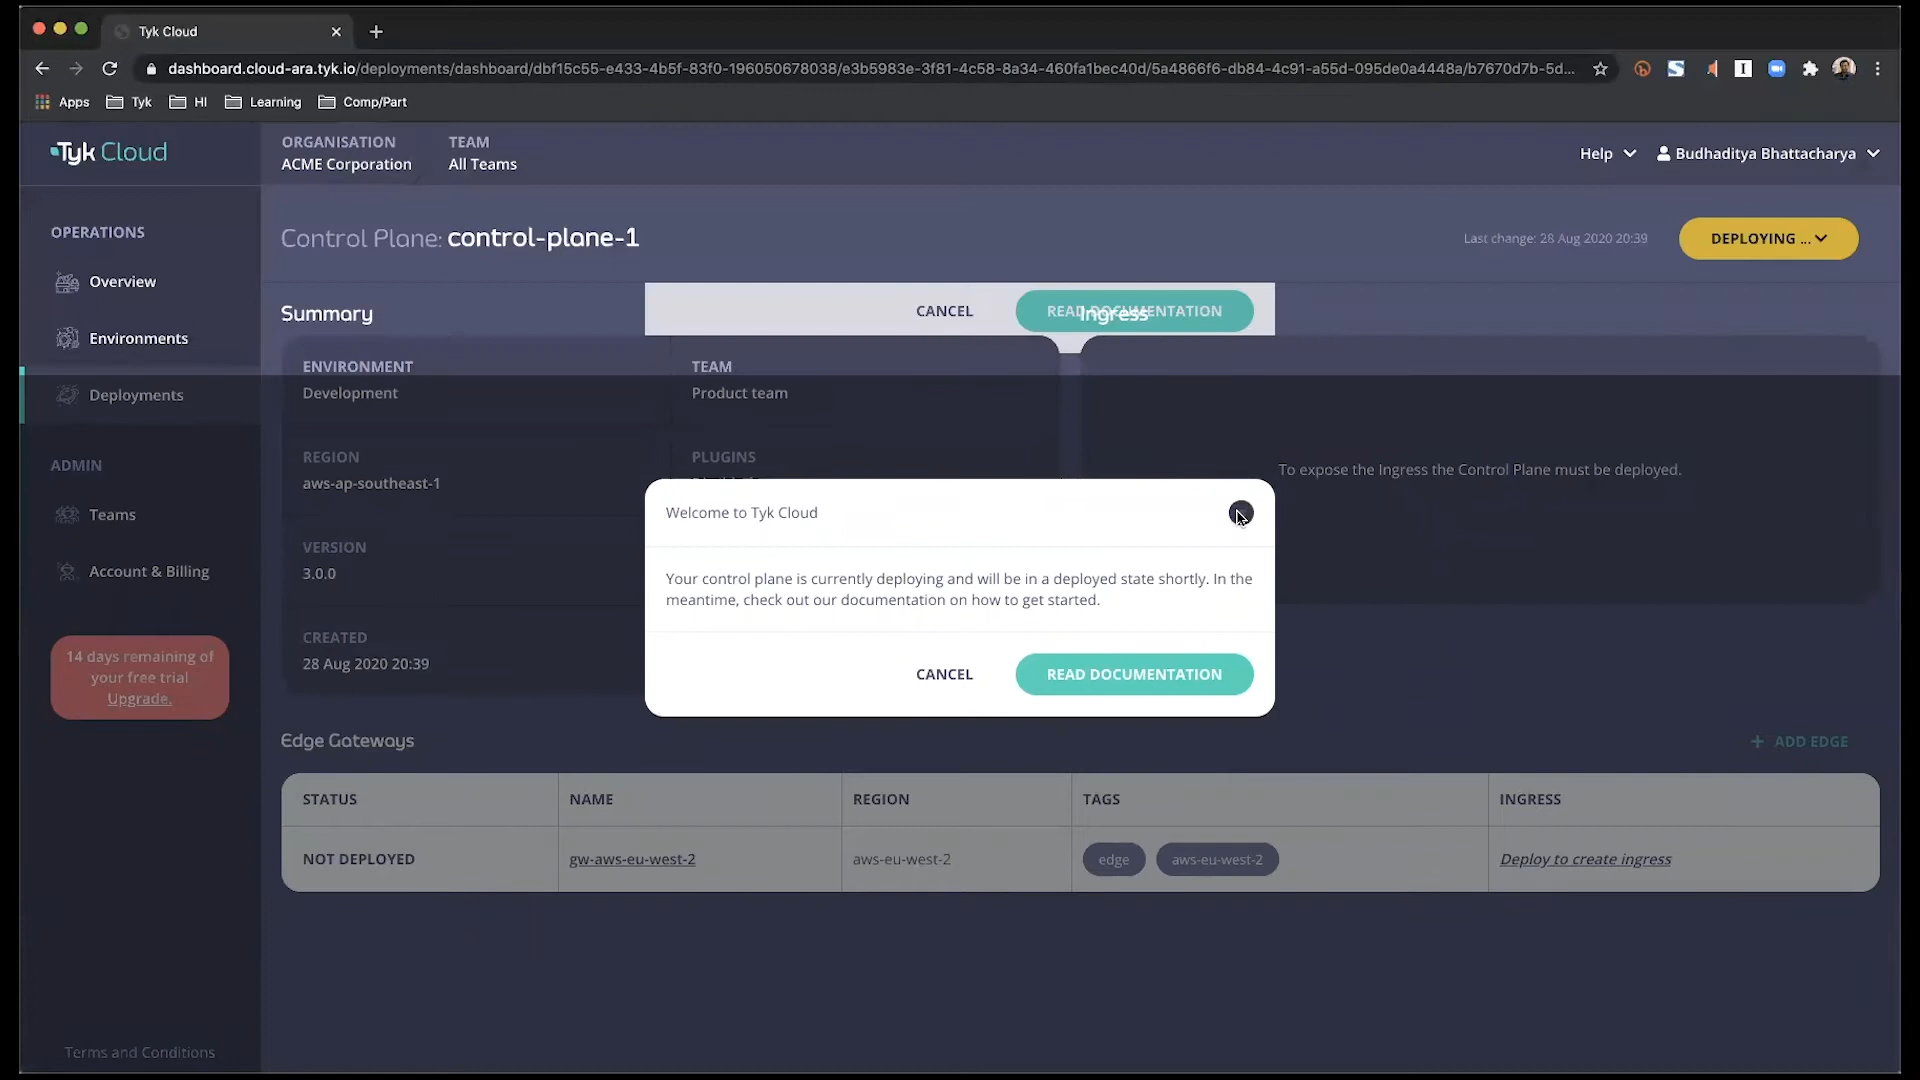 Tyk Cloud
dashboard.cloud-ara.tyk.io/deployments/dashboard/dbf15c55-e433-4b5f-83f0-196050678038/e3b5983e-3f81-4c58-8a34-460fa1bec40d/5a4866f6-db84-4c91-a55d-095de0a4448a/b7670d7b-5d...
Apps Tyk HI Learning Comp/Part
Tyk Cloud
ORGANISATION
ACME Corporation
TEAM
All Teams
Help
Budhaditya Bhattacharya
OPERATIONS
Overview
Environments
Deployments
ADMIN
Teams
Account & Billing
14 days remaining of
your free trial
Upgrade.
Terms and Conditions
Control Plane: control-plane-1
Last change: 28 Aug 2020 20:39
DEPLOYING ...
Summary
CANCEL
READ DOCUMENTATION
Ingress
ENVIRONMENT
Development
TEAM
Product team
REGION
aws-ap-southeast-1
PLUGINS
VERSION
3.0.0
CREATED
28 Aug 2020 20:39
To expose the Ingress the Control Plane must be deployed.
Welcome to Tyk Cloud
Your control plane is currently deploying and will be in a deployed state shortly. In the
meantime, check out our documentation on how to get started.
CANCEL
READ DOCUMENTATION
Edge Gateways
+ ADD EDGE
STATUS NAME REGION TAGS INGRESS
NOT DEPLOYED gw-aws-eu-west-2 aws-eu-west-2 edge aws-eu-west-2 Deploy to create ingress